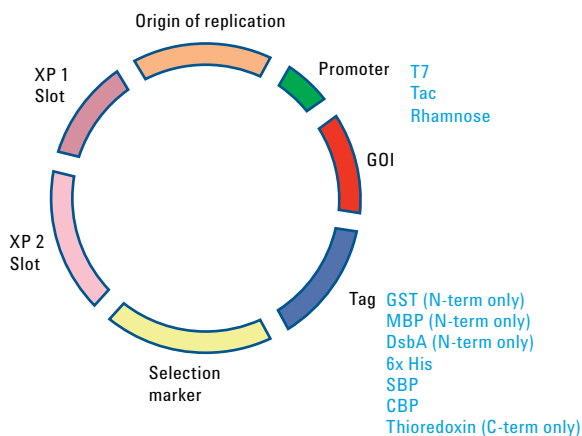 Origin of replication
Promoter
T7
Tac
Rhamnose
XP 1
Slot
GOI
XP 2
Slot
Tag
GST (N-term only)
MBP (N-term only)
DsbA (N-term only)
6x His
SBP
CBP
Thioredoxin (C-term only)
Selection
marker